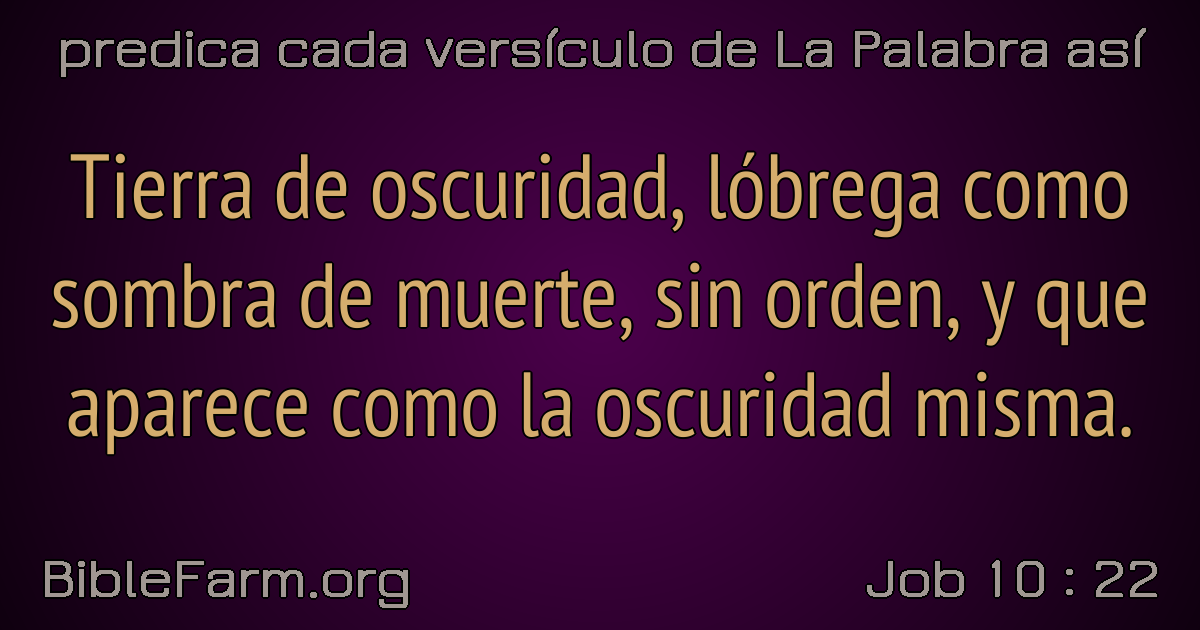 predica cada versículo de La Palabra así
Tierra de oscuridad, lóbrega como
sombra de muerte, sin orden, y que
aparece como la oscuridad misma.
BibleFarm.org
Job 10 : 22